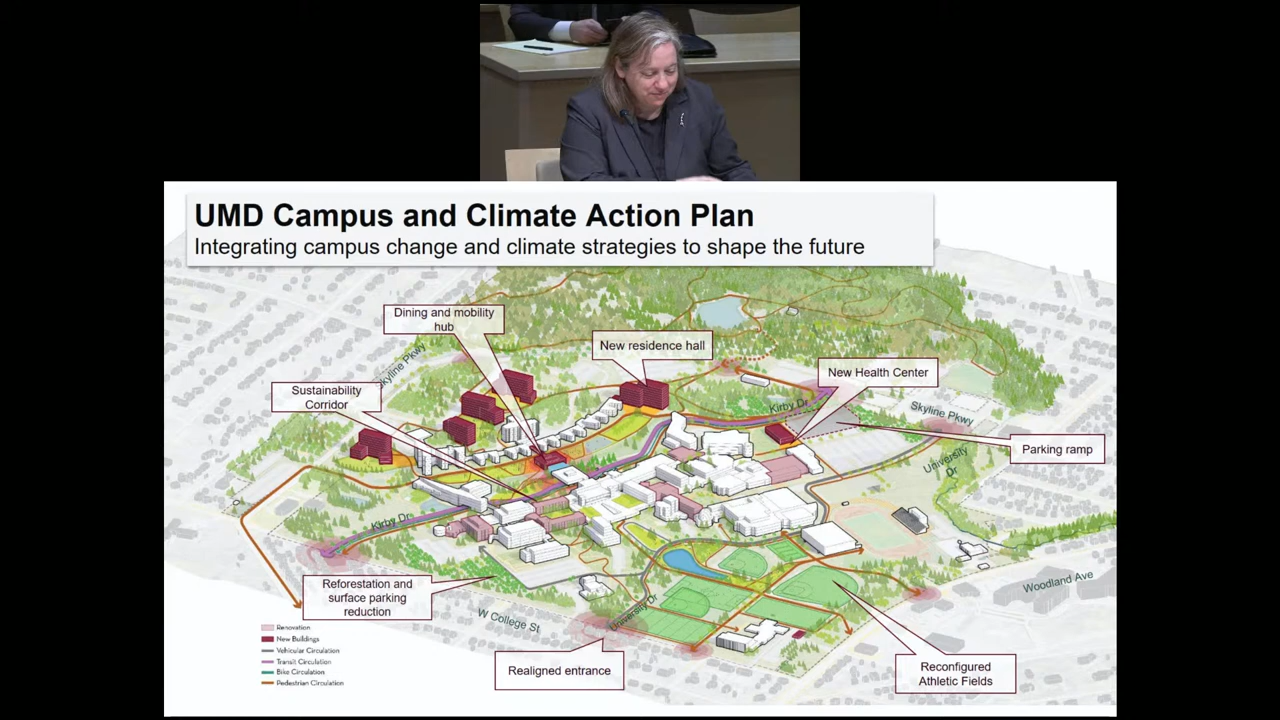 UMD Campus and Climate Action Plan
Integrating campus change and climate strategies to shape the future
Dining and mobility
hub
New residence hall
New Health Center
Sustainability
Corridor
Skyline Pkwy
Kirby Dr
Skyline Pkwy
Parking ramp
University
Dr
Kirby Dr
Reforestation and
surface parking
reduction
W College St
University Dr
Woodland Ave
Realigned entrance
Reconfigured
Athletic Fields
Renovation
New Buildings
Vehicular Circulation
Transit Circulation
Bike Circulation
Pedestrian Circulation